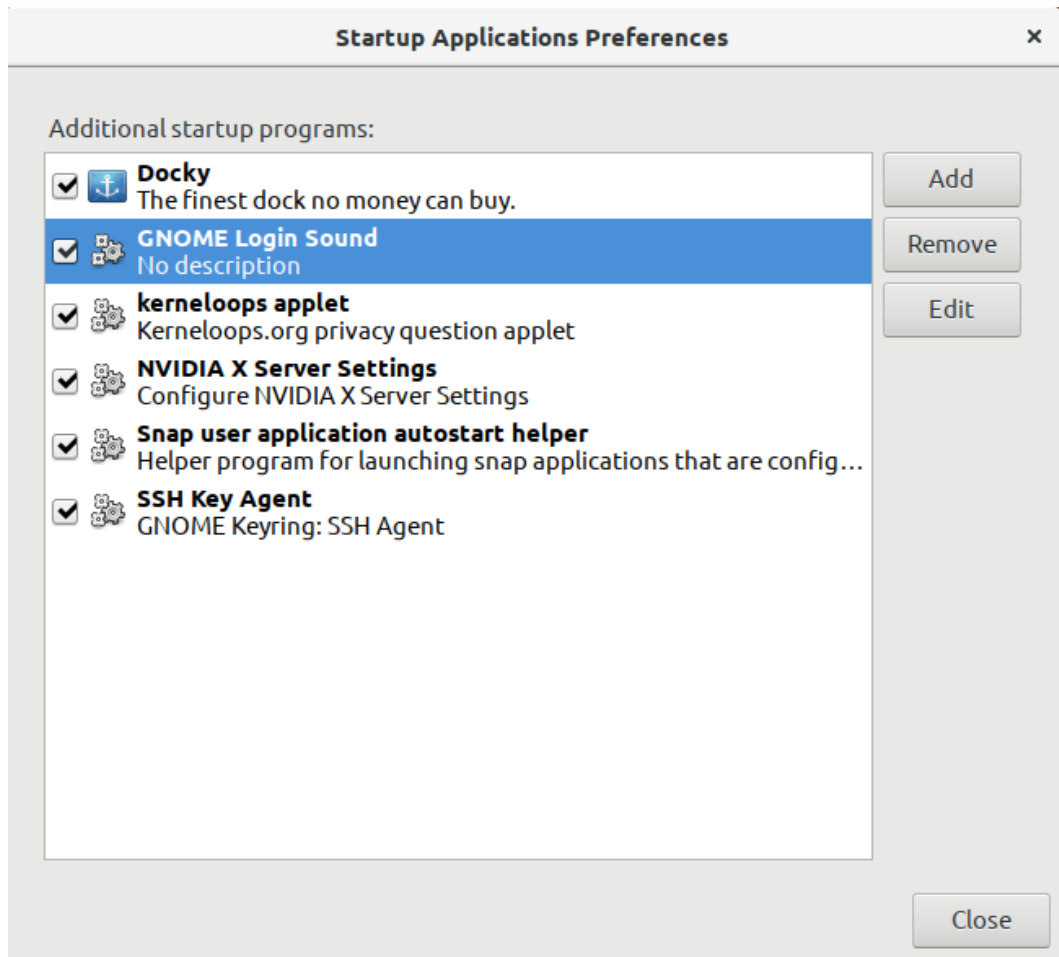 Startup Applications Preferences
Additional startup programs:
Docky
The finest dock no money can buy.
GNOME Login Sound
No description
kerneloops applet
Kerneloops.org privacy question applet
NVIDIA X Server Settings
Configure NVIDIA X Server Settings
Snap user application autostart helper
Helper program for launching snap applications that are config…
SSH Key Agent
GNOME Keyring: SSH Agent
Add
Remove
Edit
Close